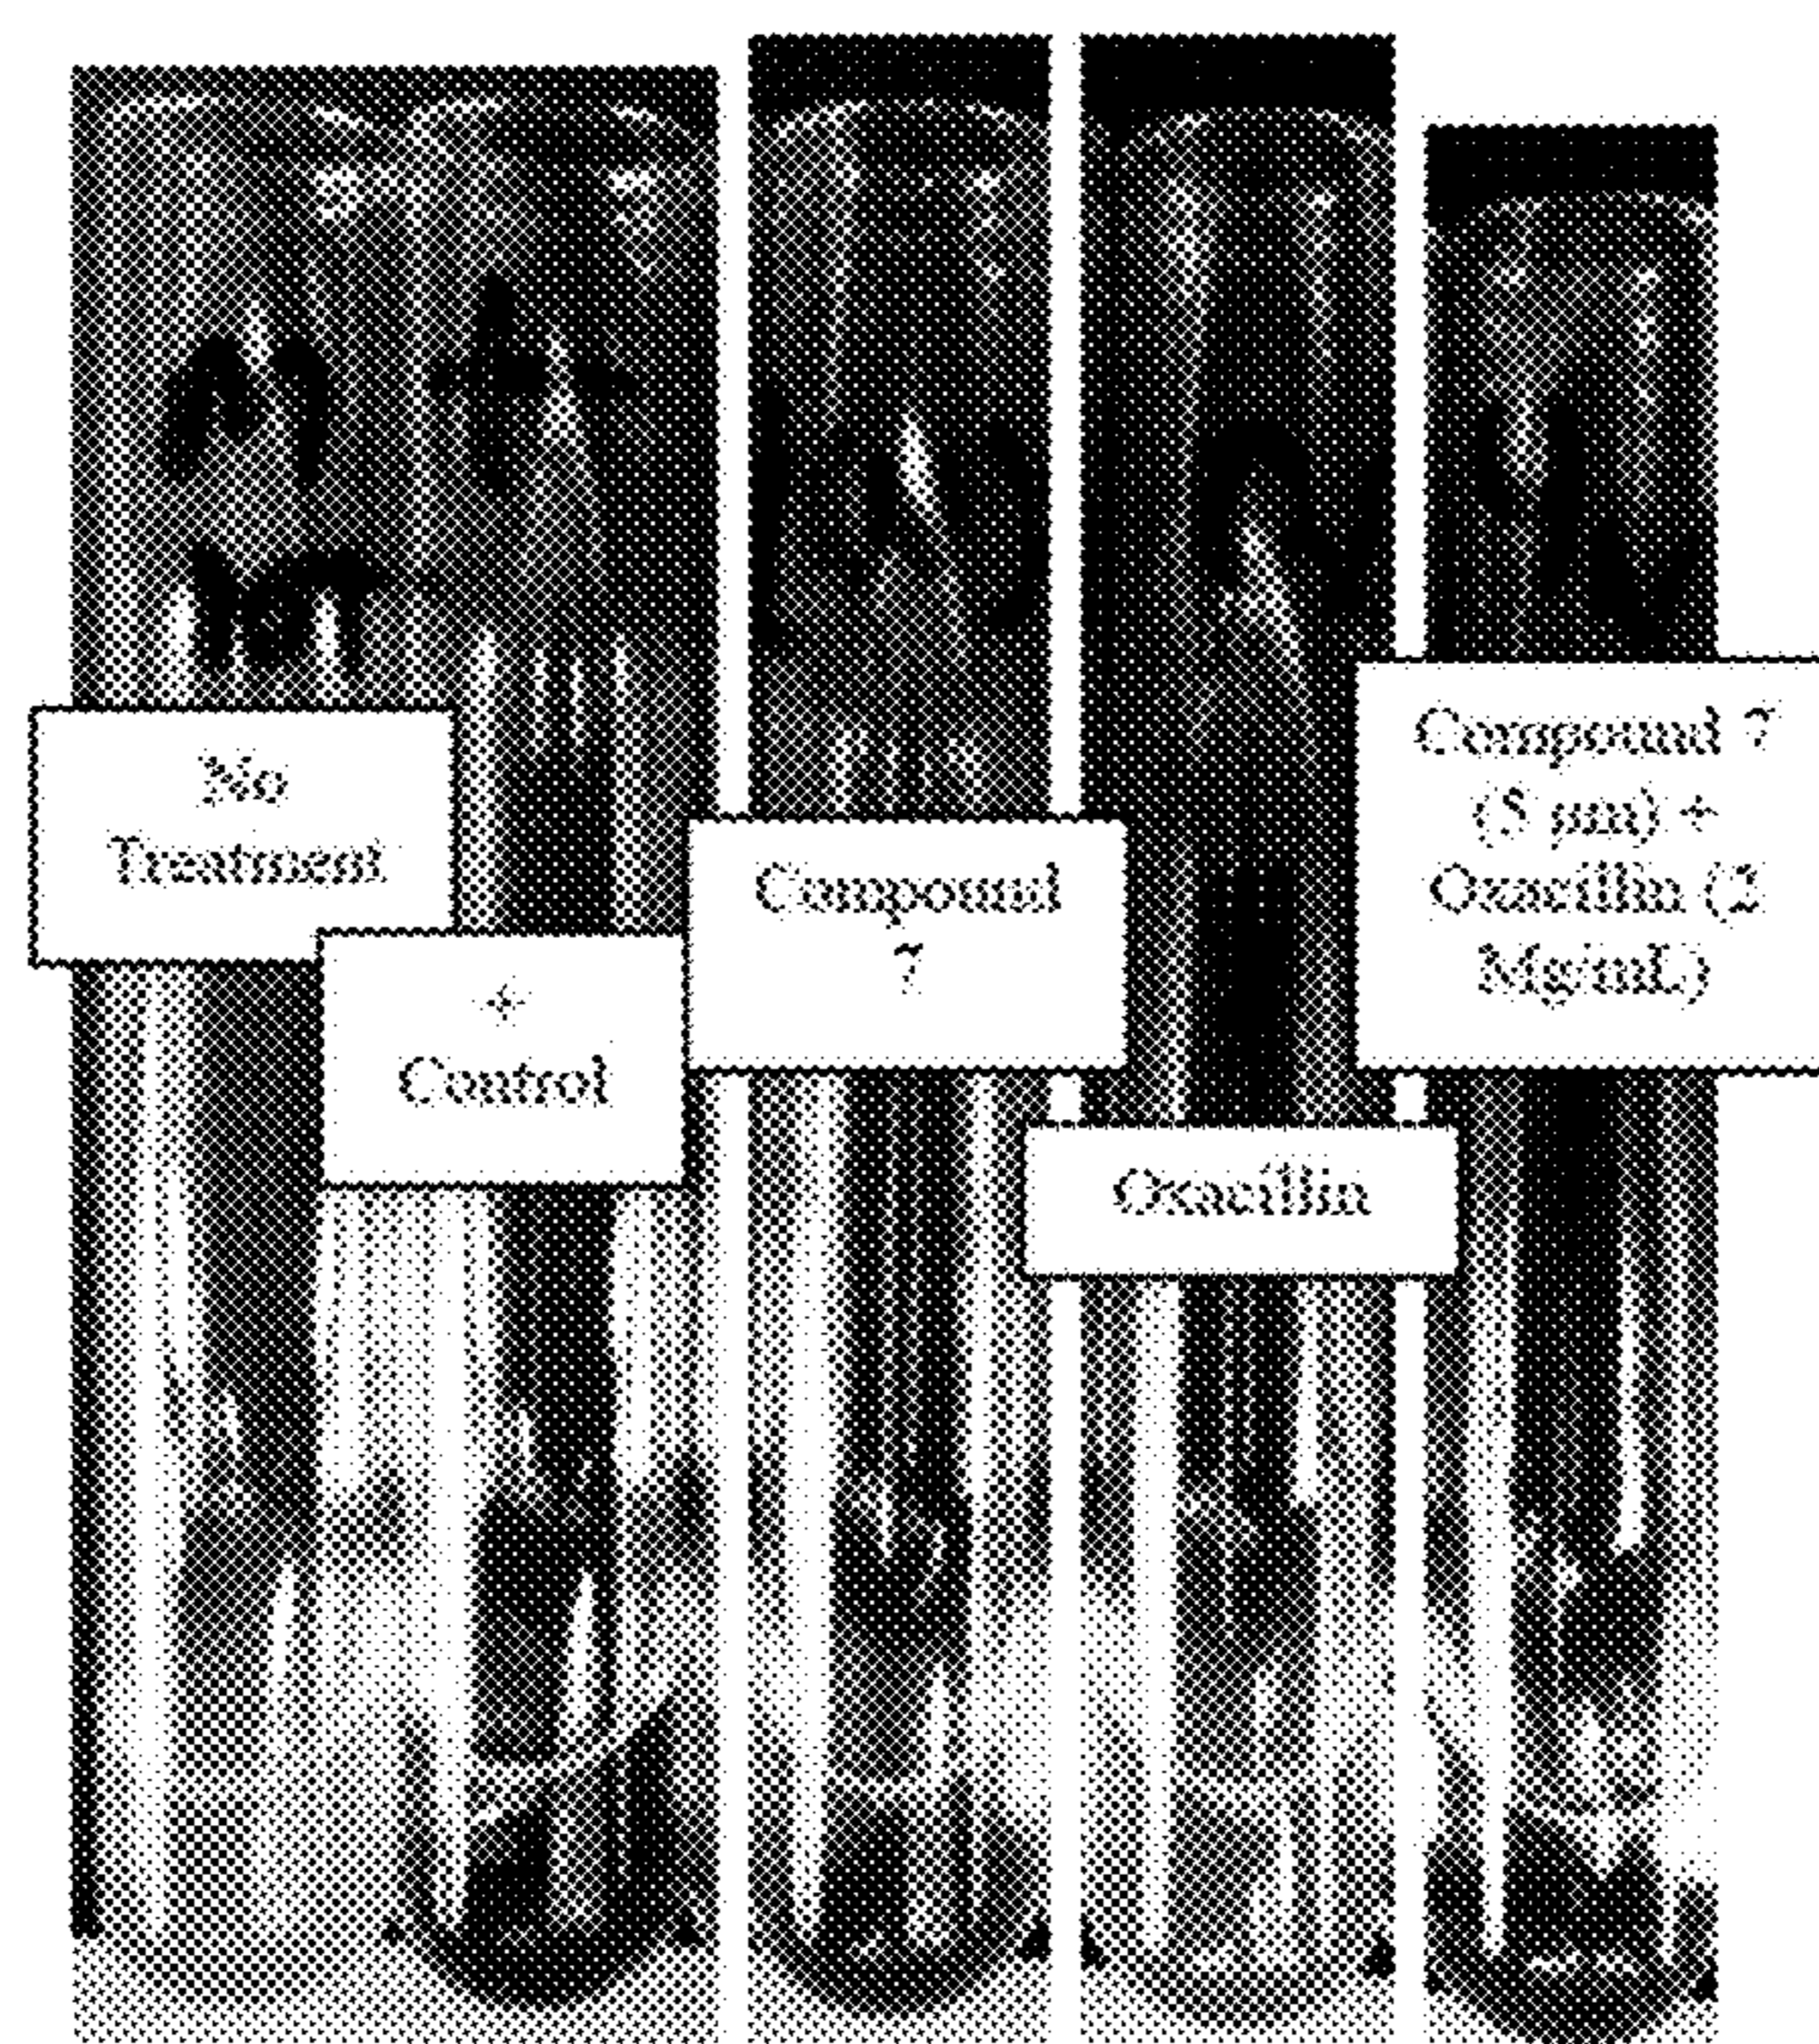 No
Treatment
+
Control
Compound
7
Oxacillin
Compound 7
(5 μm) +
Oxacillin (2
Mg/mL)